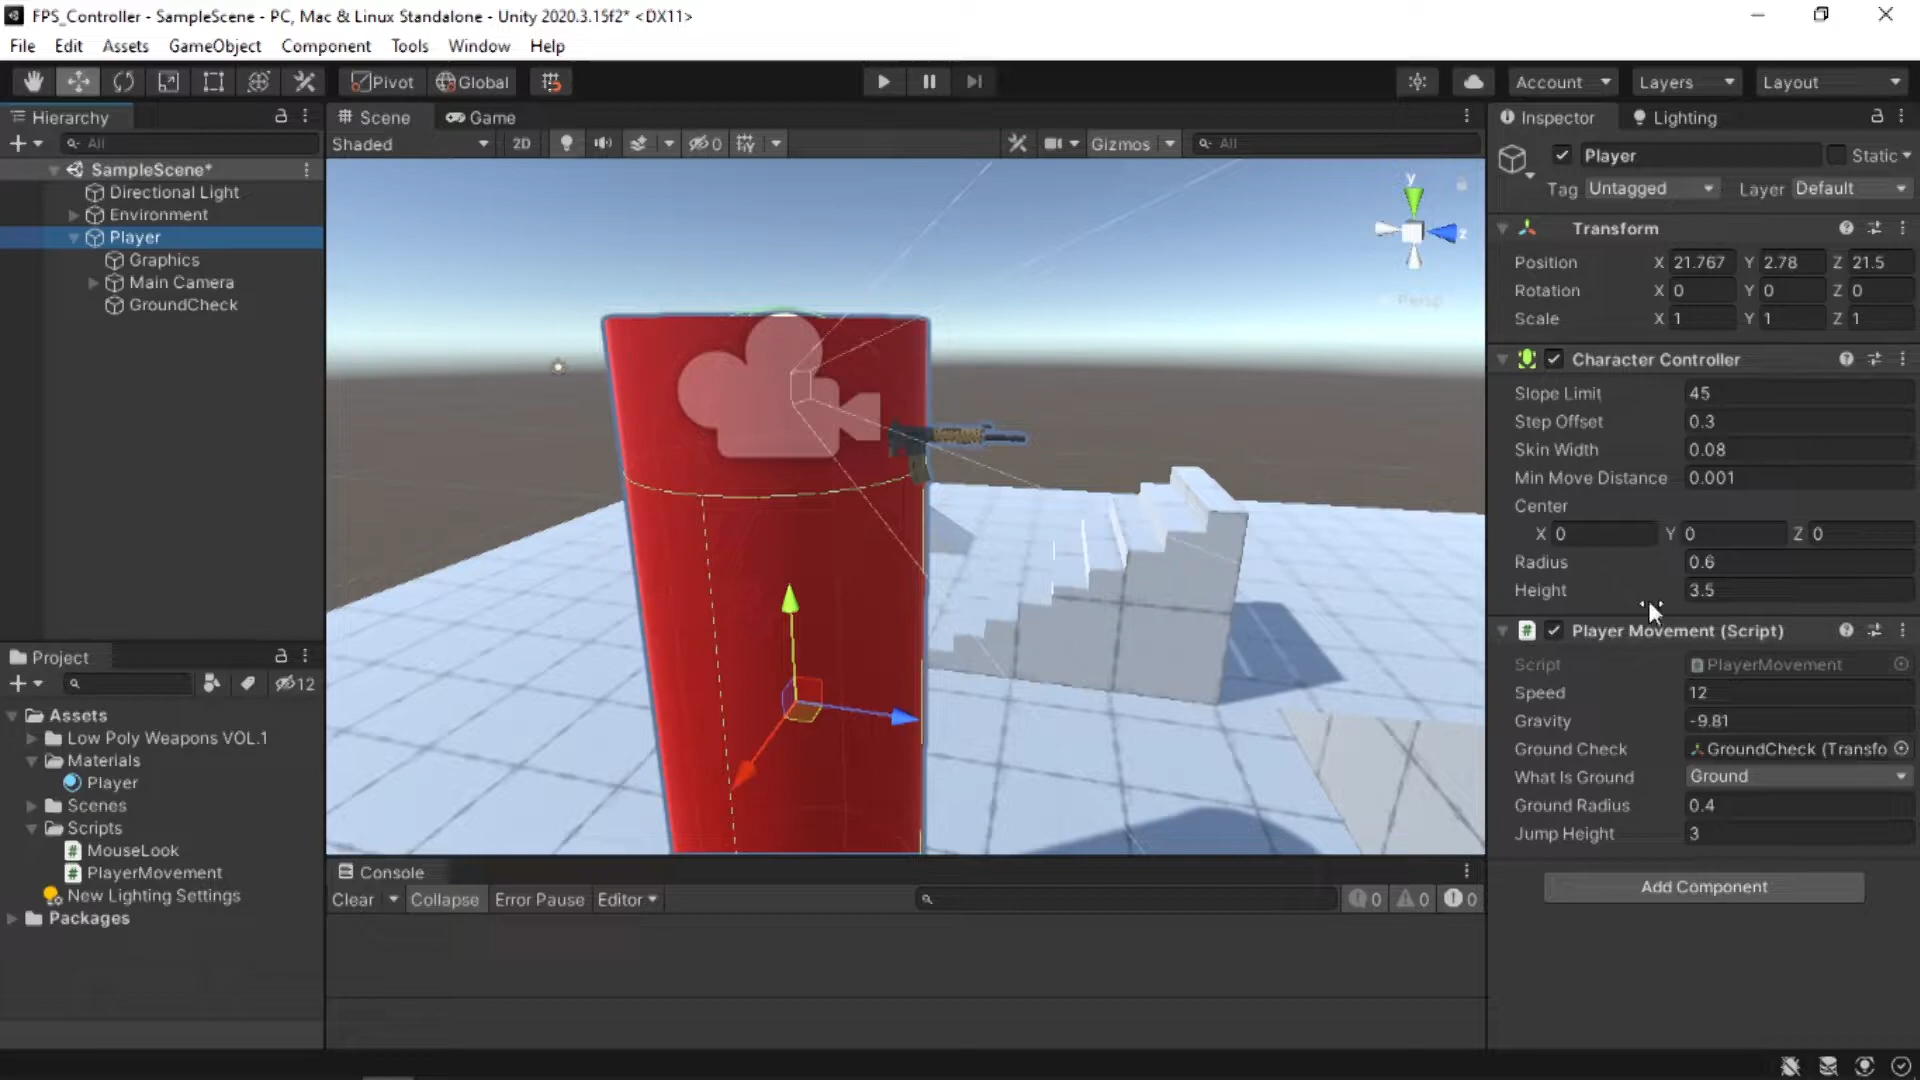 FPS_Controller - SampleScene - PC, Mac & Linux Standalone - Unity 2020.3.15f2* <DX11>
File Edit Assets GameObject Component Tools Window Help
Pivot Global Account Layers Layout
Hierarchy
All
SampleScene*
Directional Light
Environment
Player
Graphics
Main Camera
GroundCheck
Project
12
Assets
Low Poly Weapons VOL.1
Materials
Player
Scenes
Scripts
MouseLook
PlayerMovement
New Lighting Settings
Packages
Scene Game
Shaded 2D 0 Gizmos All
y
z
Persp
Console
Clear Collapse Error Pause Editor 0 0 0
Inspector Lighting
Player Static
Tag Untagged Layer Default
Transform
Position X 21.767 Y 2.78 Z 21.5
Rotation X 0 Y 0 Z 0
Scale X 1 Y 1 Z 1
Character Controller
Slope Limit 45
Step Offset 0.3
Skin Width 0.08
Min Move Distance 0.001
Center
X 0 Y 0 Z 0
Radius 0.6
Height 3.5
# Player Movement (Script)
Script PlayerMovement
Speed 12
Gravity -9.81
Ground Check GroundCheck (Transfo
What Is Ground Ground
Ground Radius 0.4
Jump Height 3
Add Component